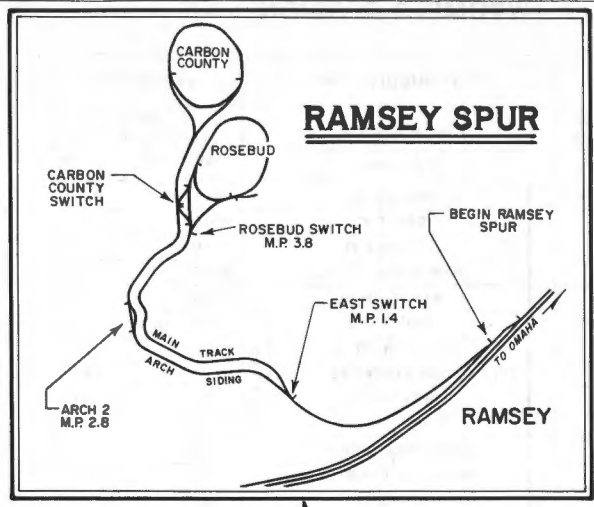 CARBON
COUNTY
RAMSEY SPUR
ROSEBUD
CARBON
COUNTY
SWITCH
ROSEBUD SWITCH
M.P. 3.8
BEGIN RAMSEY
SPUR
EAST SWITCH
M.P. 1.4
MAIN
TRACK
ARCH
SIDING
TO OMAHA
ARCH 2
M.P. 2.8
RAMSEY